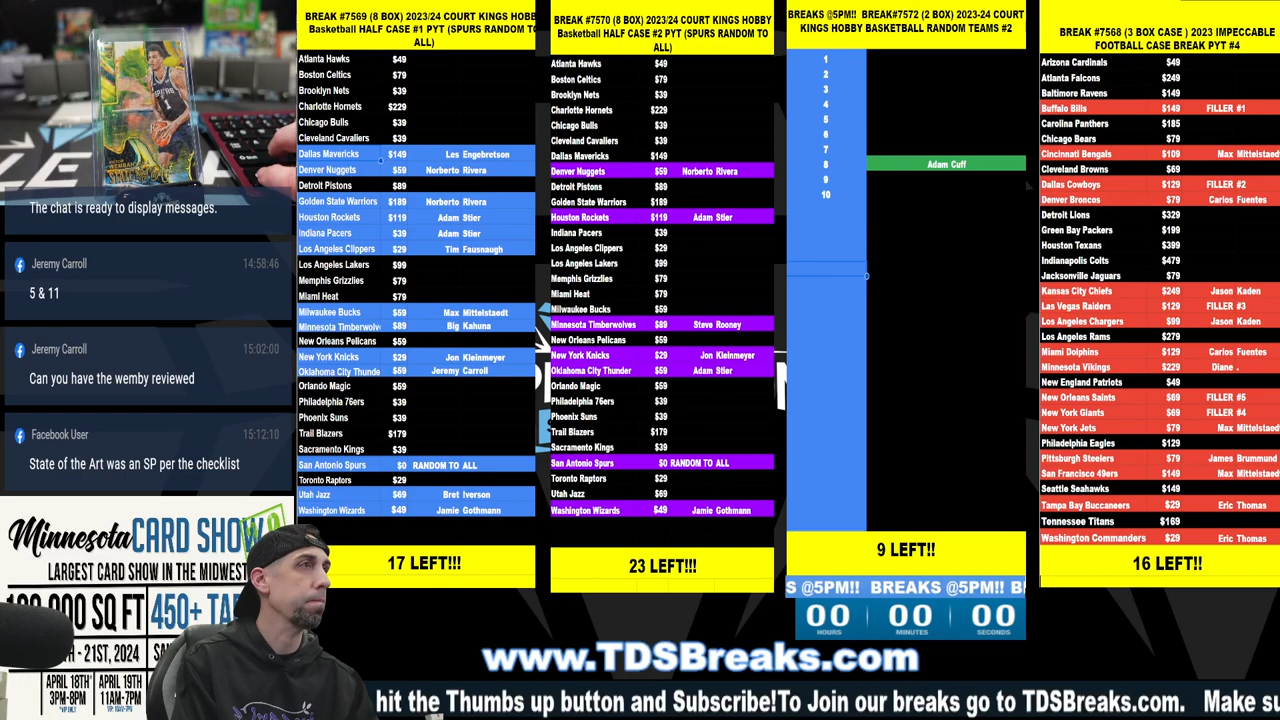 The chat is ready to display messages.
Jeremy Carroll 14:58:46
5 & 11
Jeremy Carroll 15:02:00
Can you have the wemby reviewed
Facebook User 15:12:10
State of the Art was an SP per the checklist
Minnesota CARD SHOW
LARGEST CARD SHOW IN THE MIDWEST
SQ FT 450+
21ST, 2024
APRIL 18TH
3PM-8PM
APRIL 19TH
11AM-7PM
BREAK #7569 (8 BOX) 2023/24 COURT KINGS HOBB
Basketball HALF CASE #1 PYT (SPURS RANDOM TO
ALL)
Atlanta Hawks $49
Boston Celtics $79
Brooklyn Nets $39
Charlotte Hornets $229
Chicago Bulls $39
Cleveland Cavaliers $39
Dallas Mavericks $149 Les Engebretson
Denver Nuggets $59 Norberto Rivera
Detroit Pistons $89
Golden State Warriors $189 Norberto Rivera
Houston Rockets $119 Adam Stier
Indiana Pacers $39 Adam Stier
Los Angeles Clippers $29 Tim Fausnaugh
Los Angeles Lakers $99
Memphis Grizzlies $79
Miami Heat $79
Milwaukee Bucks $59 Max Mittelstaedt
Minnesota Timberwolv $89 Big Kahuna
New Orleans Pelicans $59
New York Knicks $29 Jon Kleinmeyer
Oklahoma City Thunde $59 Jeremy Carroll
Orlando Magic $59
Philadelphia 76ers $39
Phoenix Suns $39
Trail Blazers $179
Sacramento Kings $39
San Antonio Spurs $0 RANDOM TO ALL
Toronto Raptors $29
Utah Jazz $69 Bret Iverson
Washington Wizards $49 Jamie Gothmann
17 LEFT!!!
BREAK #7570 (8 BOX) 2023/24 COURT KINGS HOBBY
Basketball HALF CASE #2 PYT (SPURS RANDOM TO
ALL)
Atlanta Hawks $49
Boston Celtics $79
Brooklyn Nets $39
Charlotte Hornets $229
Chicago Bulls $39
Cleveland Cavaliers $39
Dallas Mavericks $149
Denver Nuggets $59 Norberto Rivera
Detroit Pistons $89
Golden State Warriors $189
Houston Rockets $119 Adam Stier
Indiana Pacers $39
Los Angeles Clippers $29
Los Angeles Lakers $99
Memphis Grizzlies $79
Miami Heat $79
Milwaukee Bucks $59
Minnesota Timberwolves $89 Steve Rooney
New Orleans Pelicans $59
New York Knicks $29 Jon Kleinmeyer
Oklahoma City Thunder $59 Adam Stier
Orlando Magic $59
Philadelphia 76ers $39
Phoenix Suns $39
Trail Blazers $179
Sacramento Kings $39
San Antonio Spurs $0 RANDOM TO ALL
Toronto Raptors $29
Utah Jazz $69
Washington Wizards $49 Jamie Gothmann
23 LEFT!!!
BREAKS @5PM!! BREAK#7572 (2 BOX) 2023-24 COURT
KINGS HOBBY BASKETBALL RANDOM TEAMS #2
1
2
3
4
5
6
7
8 Adam Cuff
9
10
9 LEFT!!
S @5PM!! BREAKS @5PM!! B
00 00 00
HOURS MINUTES SECONDS
BREAK #7568 (3 BOX CASE ) 2023 IMPECCABLE
FOOTBALL CASE BREAK PYT #4
Arizona Cardinals $49
Atlanta Falcons $249
Baltimore Ravens $149
Buffalo Bills $149 FILLER #1
Carolina Panthers $185
Chicago Bears $79
Cincinnati Bengals $109 Max Mittelstaed
Cleveland Browns $69
Dallas Cowboys $129 FILLER #2
Denver Broncos $79 Carlos Fuentes
Detroit Lions $329
Green Bay Packers $199
Houston Texans $399
Indianapolis Colts $479
Jacksonville Jaguars $79
Kansas City Chiefs $249 Jason Kaden
Las Vegas Raiders $129 FILLER #3
Los Angeles Chargers $99 Jason Kaden
Los Angeles Rams $279
Miami Dolphins $129 Carlos Fuentes
Minnesota Vikings $229 Diane .
New England Patriots $49
New Orleans Saints $69 FILLER #5
New York Giants $69 FILLER #4
New York Jets $79 Max Mittelstaed
Philadelphia Eagles $129
Pittsburg Steelers $79 James Brummund
San Francisco 49ers $149 Max Mittelstaed
Seattle Seahawks $149
Tampa Bay Buccaneers $29 Eric Thomas
Tennessee Titans $169
Washington Commanders $29 Eric Thomas
16 LEFT!!!
www.TDSBreaks.com
hit the Thumbs up button and Subscribe!To Join our breaks go to TDSBreaks.com. Make su